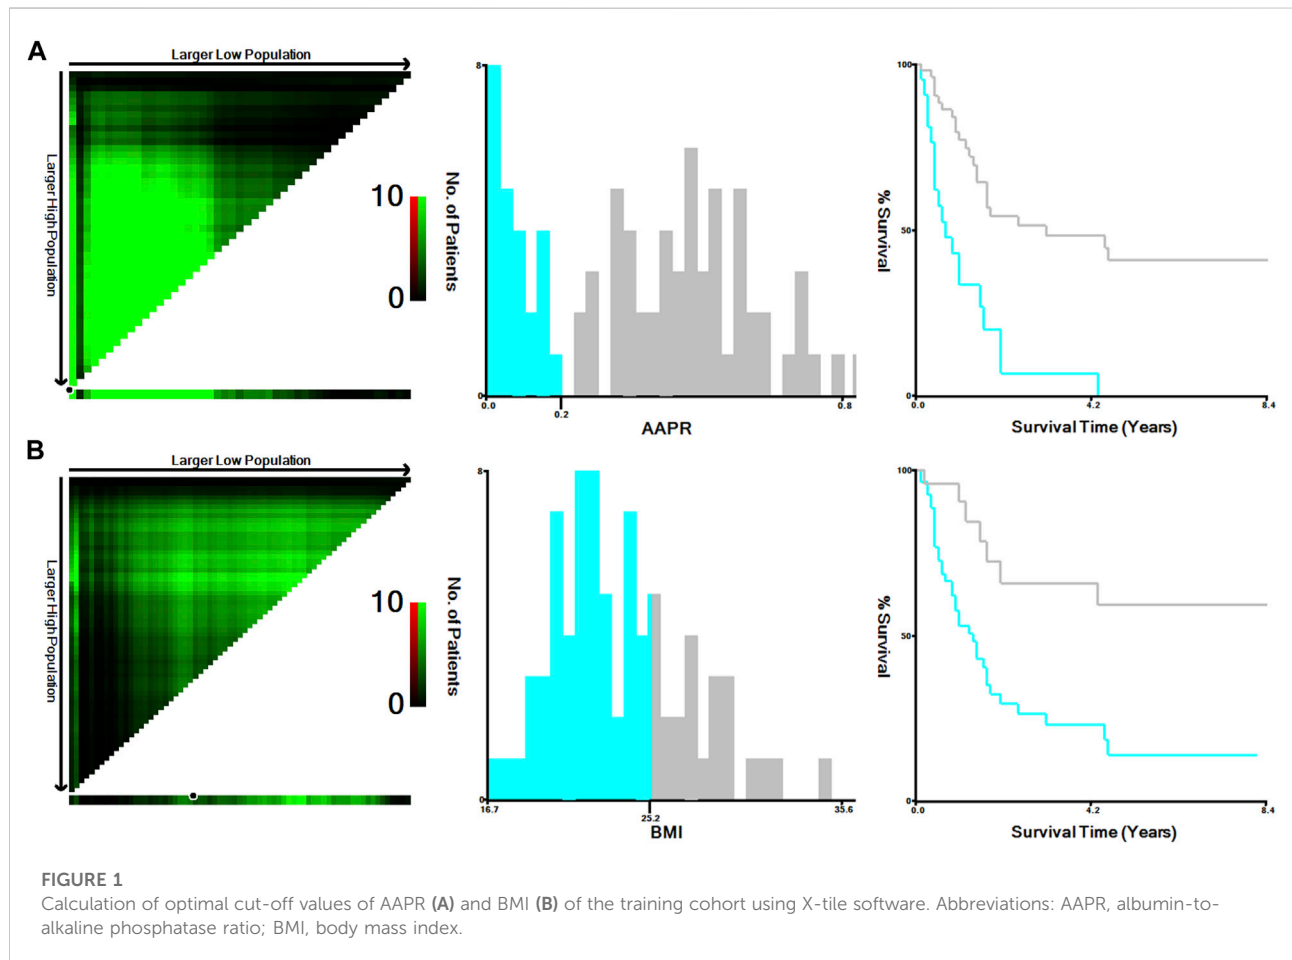 A
Larger Low Population
Larger High Population
10
0
No. of Patients
8
0
0.0
0.2
0.8
AAPR
% Survival
100
50
0
0.0
4.2
8.4
Survival Time (Years)
B
Larger Low Population
Larger High Population
10
0
No. of Patients
8
0
16.7
25.2
35.6
BMI
% Survival
100
50
0
0.0
4.2
8.4
Survival Time (Years)
FIGURE 1
Calculation of optimal cut-off values of AAPR (A) and BMI (B) of the training cohort using X-tile software. Abbreviations: AAPR, albumin-to-
alkaline phosphatase ratio; BMI, body mass index.